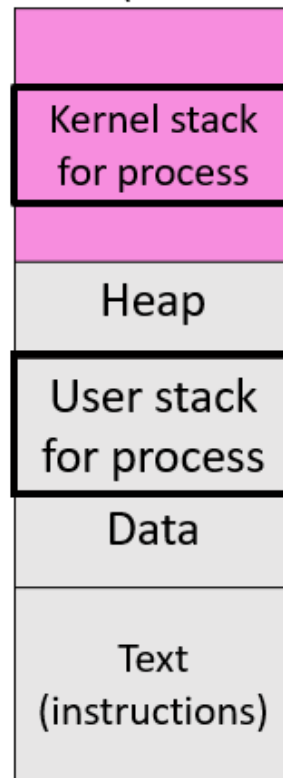 Kernel stack
for process
Heap
User stack
for process
Data
Text
(instructions)